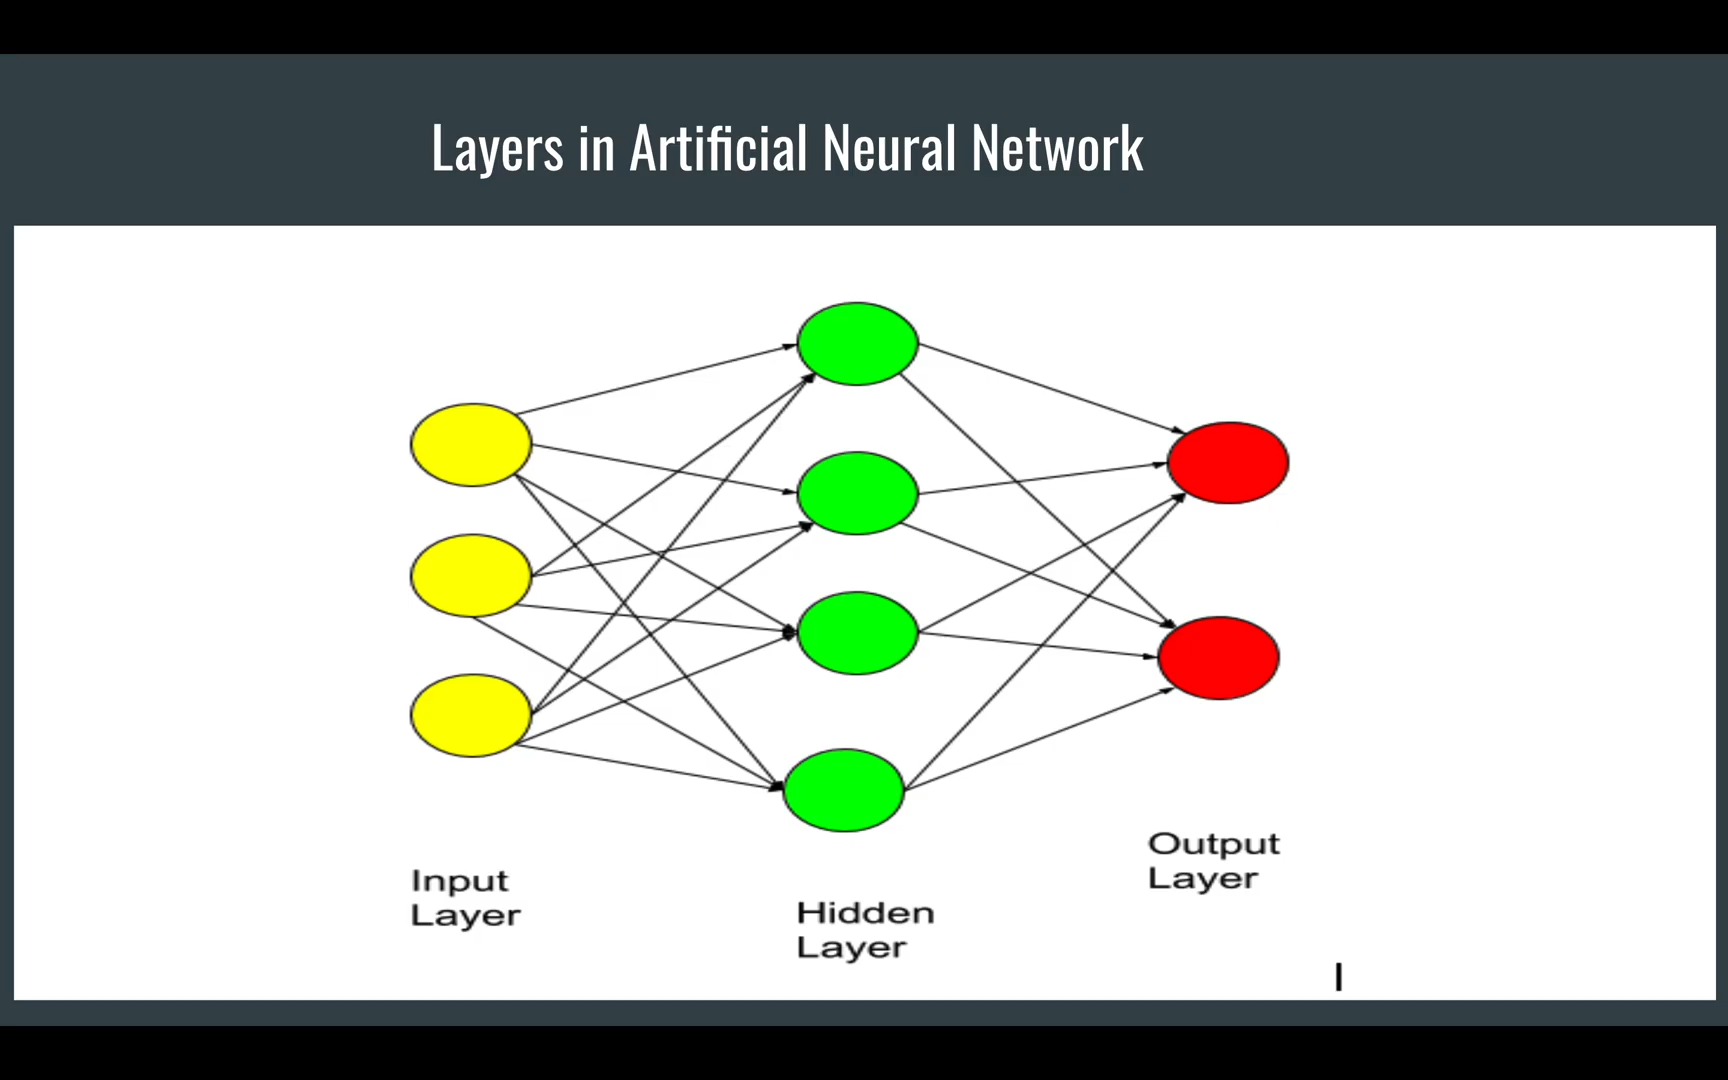 Layers in Artificial Neural Network
Input
Layer
Hidden
Layer
Output
Layer